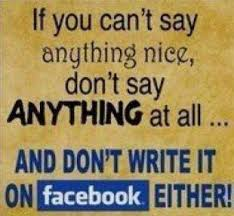 If you can't say
anything nice,
don't say
ANYTHING at all ...
AND DON'T WRITE IT
ON facebook EITHER!